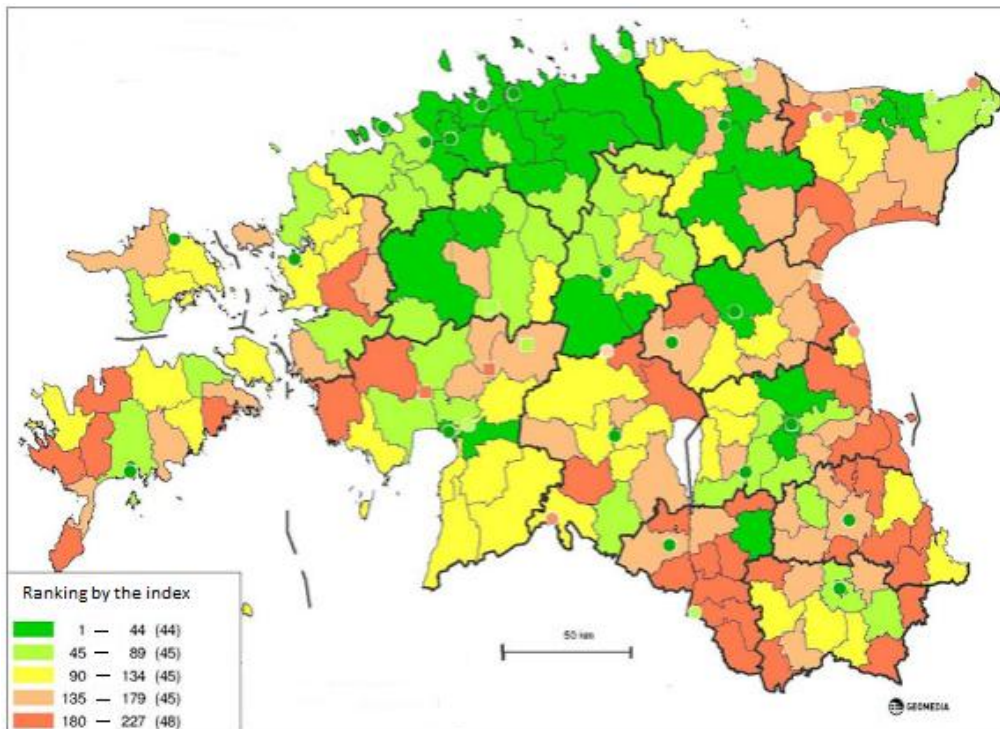 50 km
Ranking by the index
1 — 44 (44)
45 — 89 (45)
90 — 134 (45)
135 — 179 (45)
180 — 227 (48)
GEOMEDIA